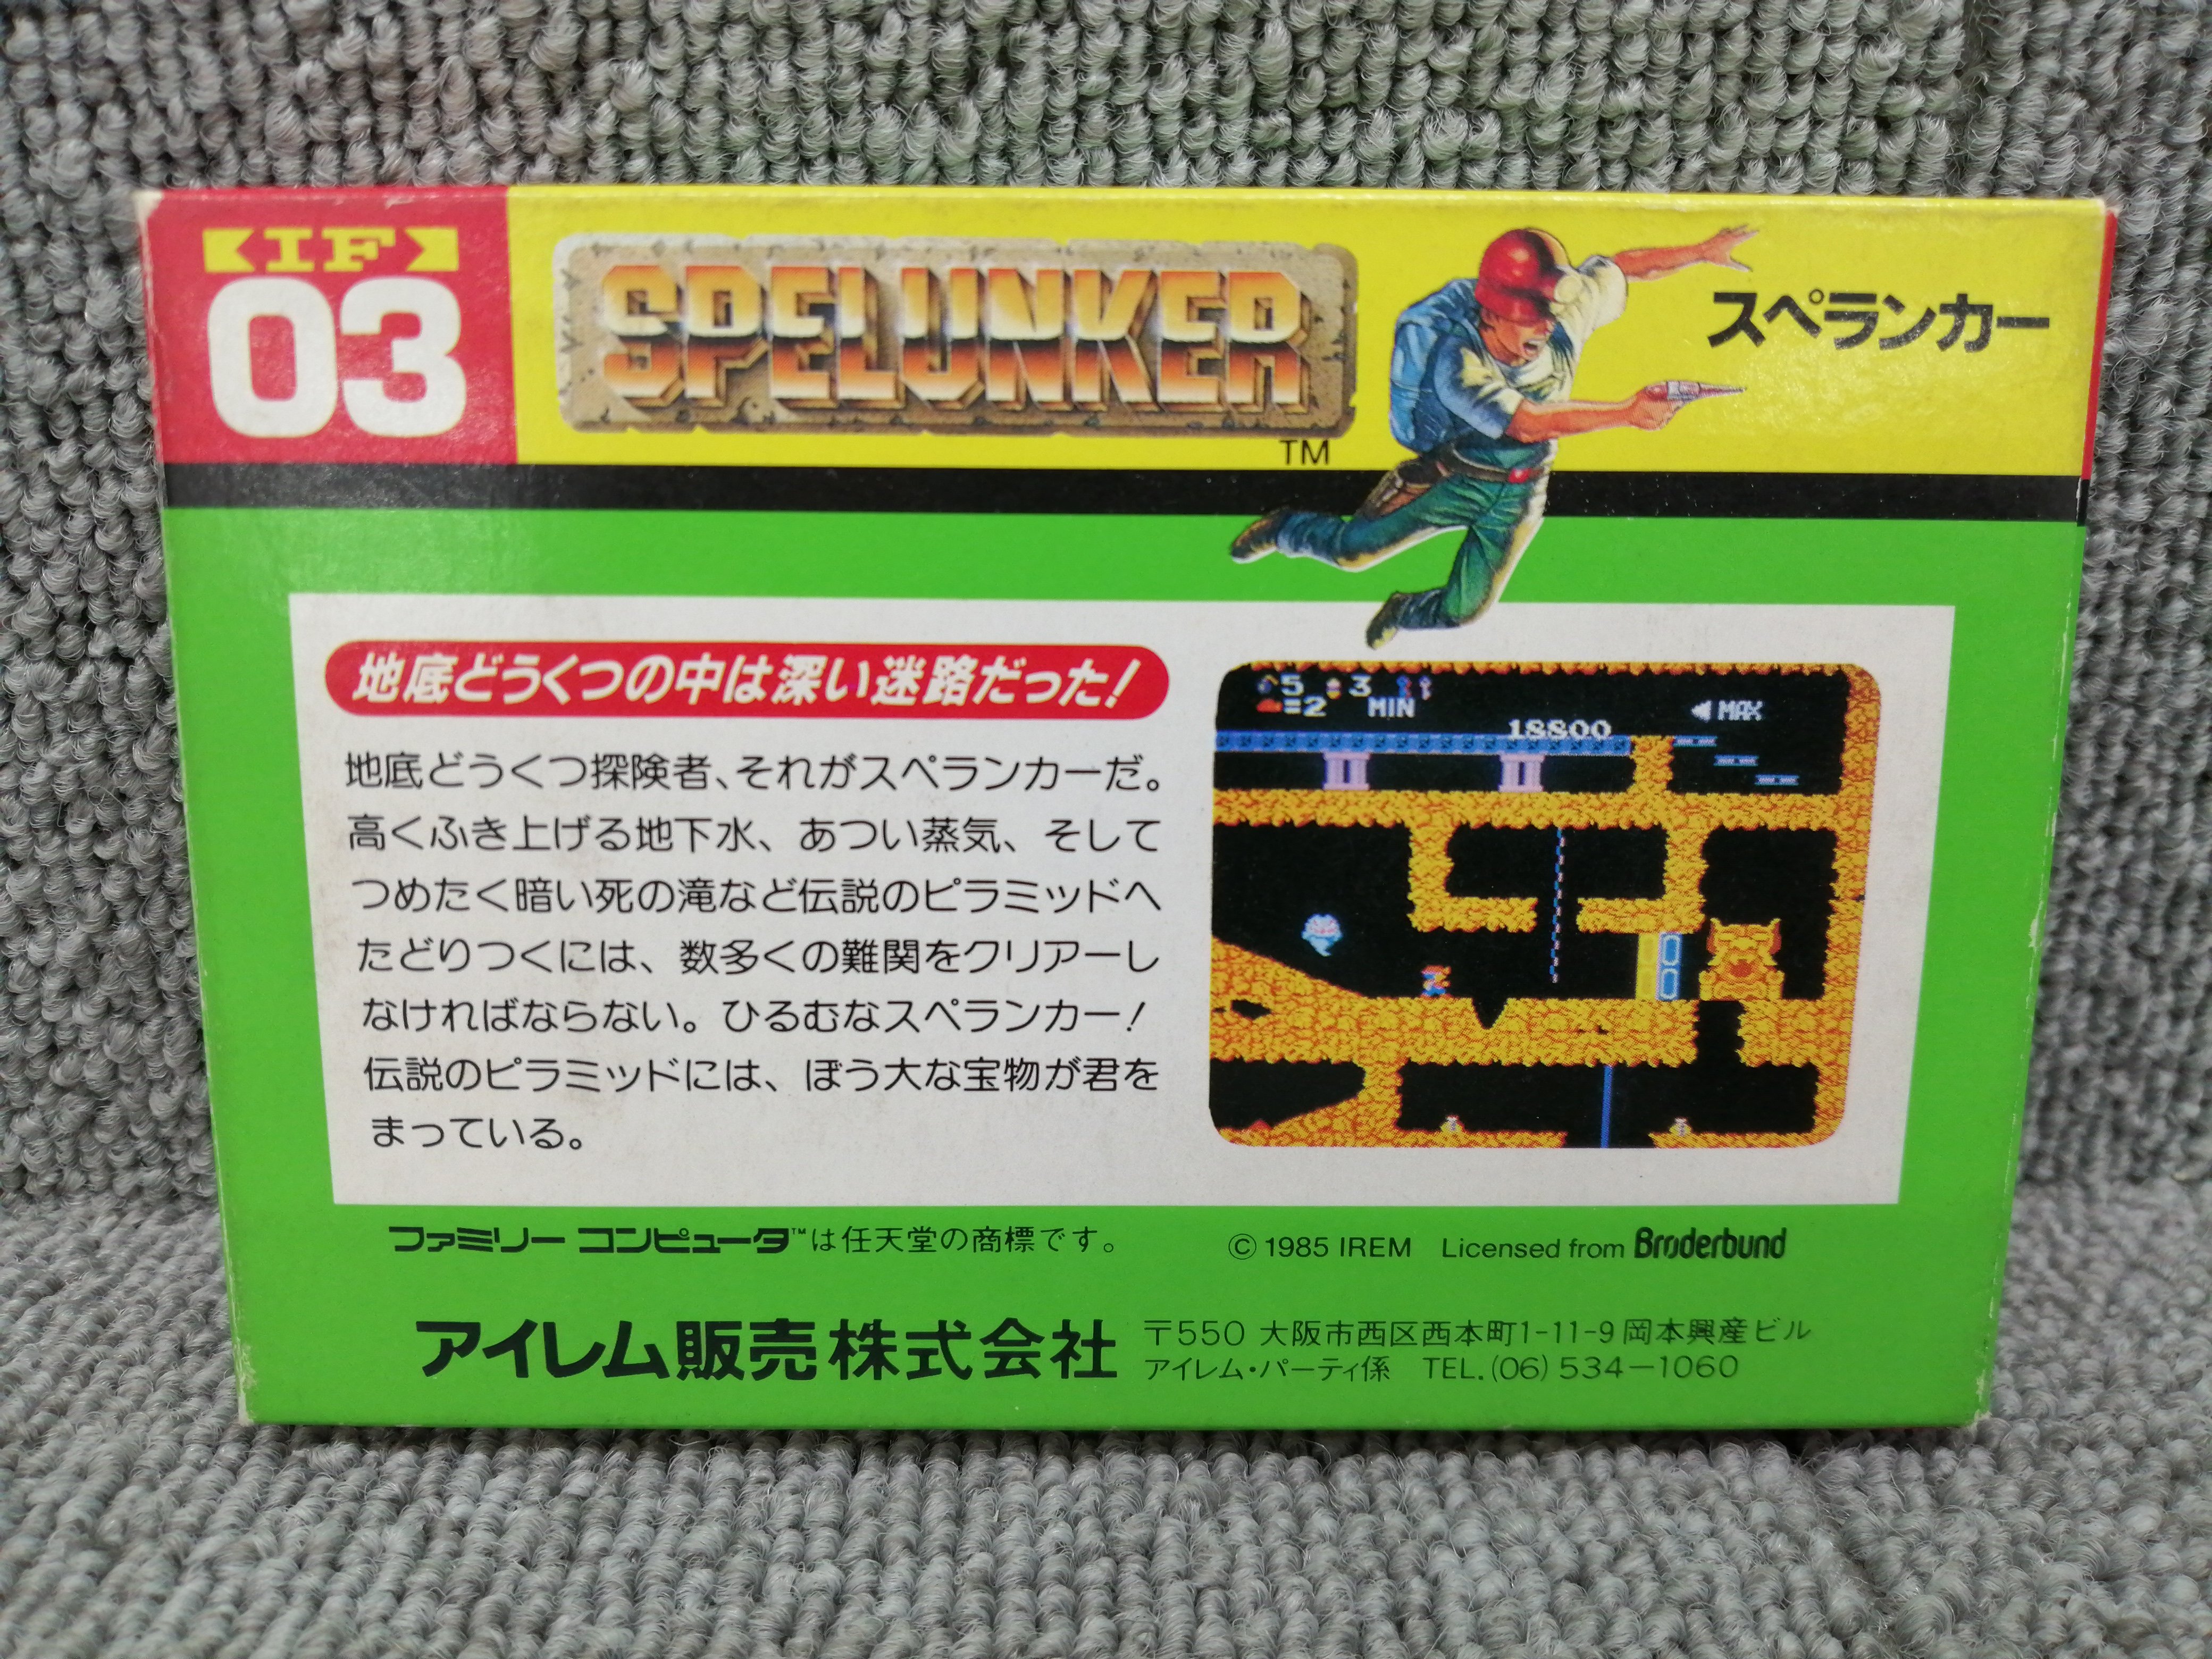 IF
03
SPELUNKER
TM
スペランカー
地底どうくつの中は深い迷路だった!
地底どうくつ探険者、それがスペランカーだ。
高くふき上げる地下水、あつい蒸気、そして
つめたく暗い死の滝など伝説のピラミッドへ
たどりつくには、数多くの難関をクリアーし
なければならない。ひるむなスペランカー!
伝説のピラミッドには、ぼう大な宝物が君を
まっている。
5 3
=2 MIN
18800
MAX
ファミリーコンピュータ™は任天堂の商標です。
© 1985 IREM Licensed from Brøderbund
アイレム販売株式会社
〒550 大阪市西区西本町1-11-9 岡本興産ビル
アイレム・パーティ係 TEL.(06)534-1060